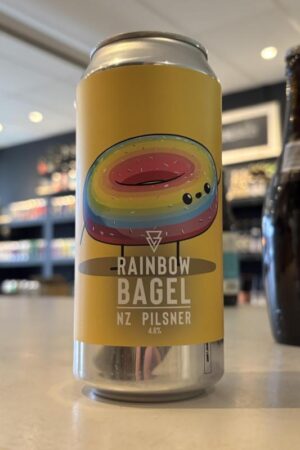 RAINBOW
BAGEL
NZ PILSNER
4.8%